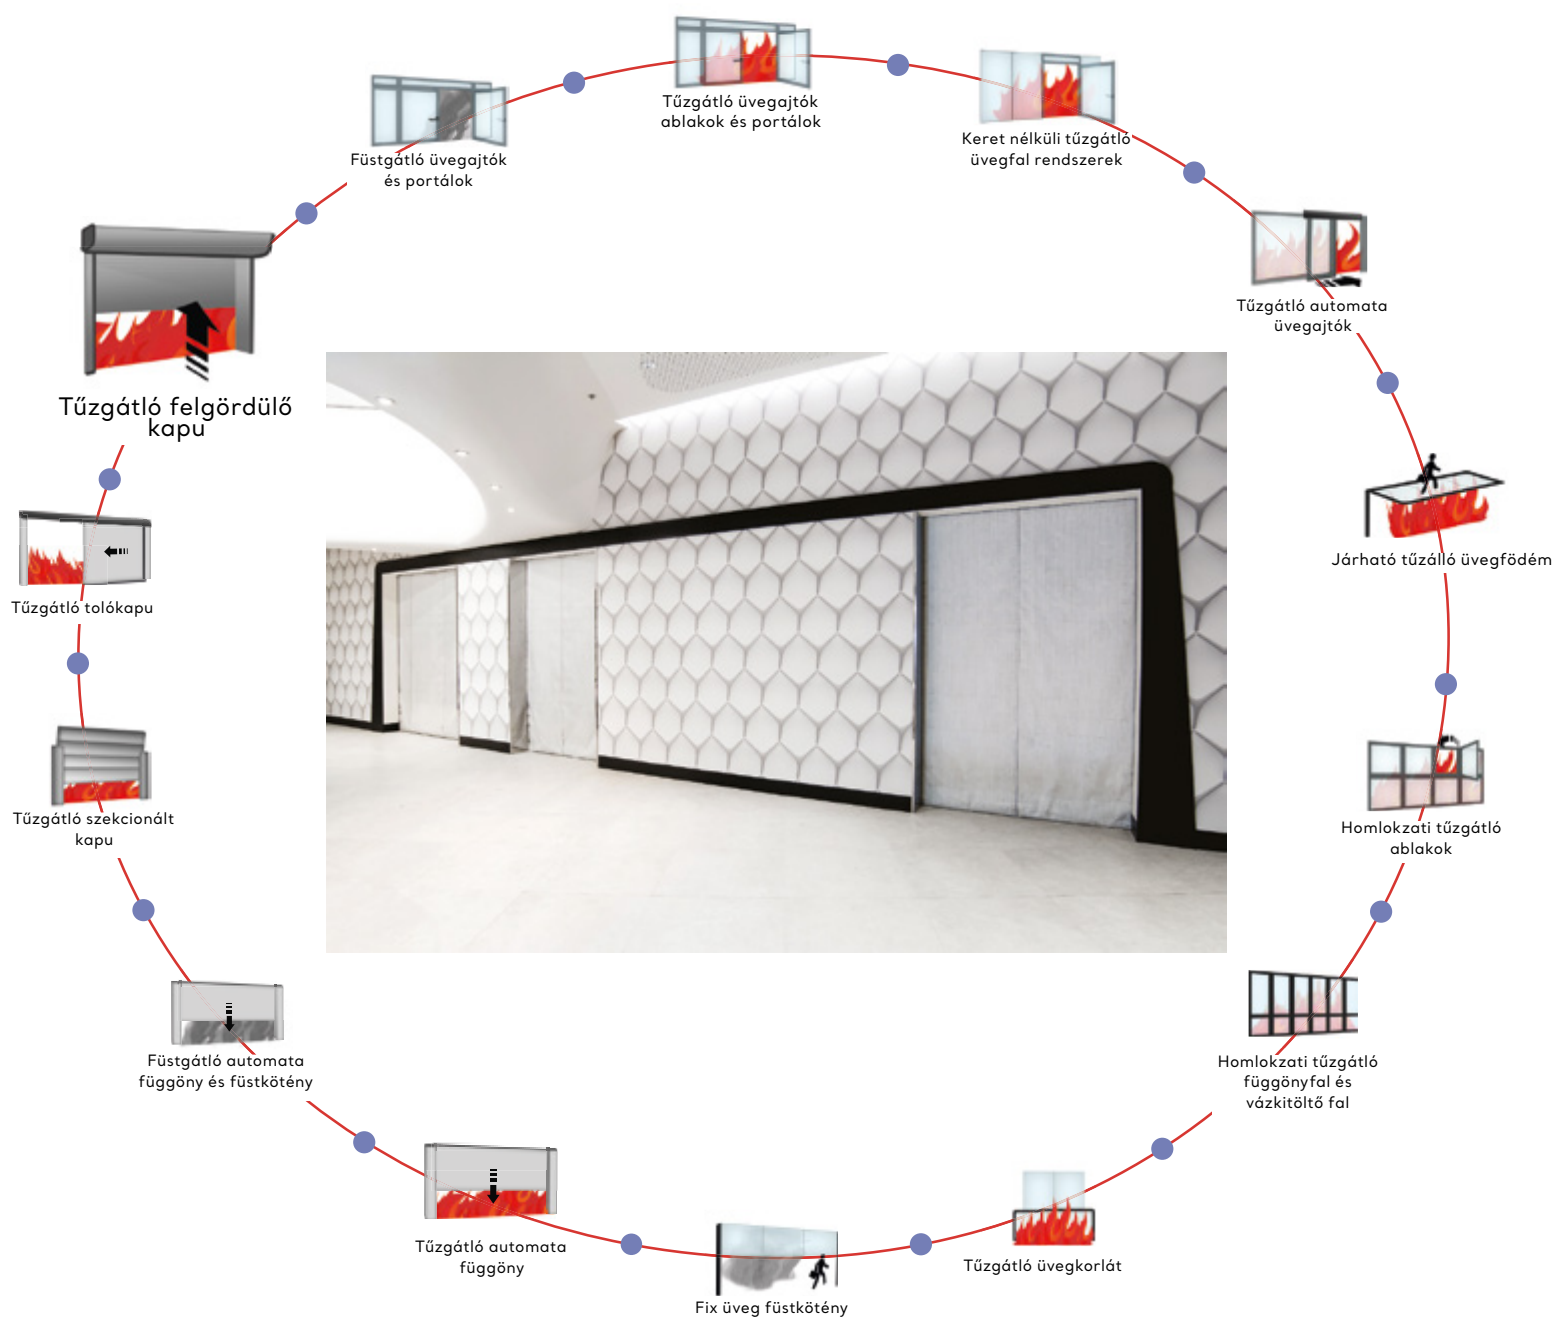 Tűzgátló üvegajtók
ablakok és portálok
Keret nélküli tűzgátló
üvegfal rendszerek
Füstgátló üvegajtók
és portálok
Tűzgátló automata
üvegajtók
Tűzgátló felgördülő
kapu
Járható tűzálló üvegfödém
Tűzgátló tolókapu
Tűzgátló szekcionált
kapu
Homlokzati tűzgátló
ablakok
Füstgátló automata
függöny és füstkötény
Homlokzati tűzgátló
függönyfal és
vázkitöltő fal
Tűzgátló automata
függöny
Tűzgátló üvegkorlát
Fix üveg füstkötény